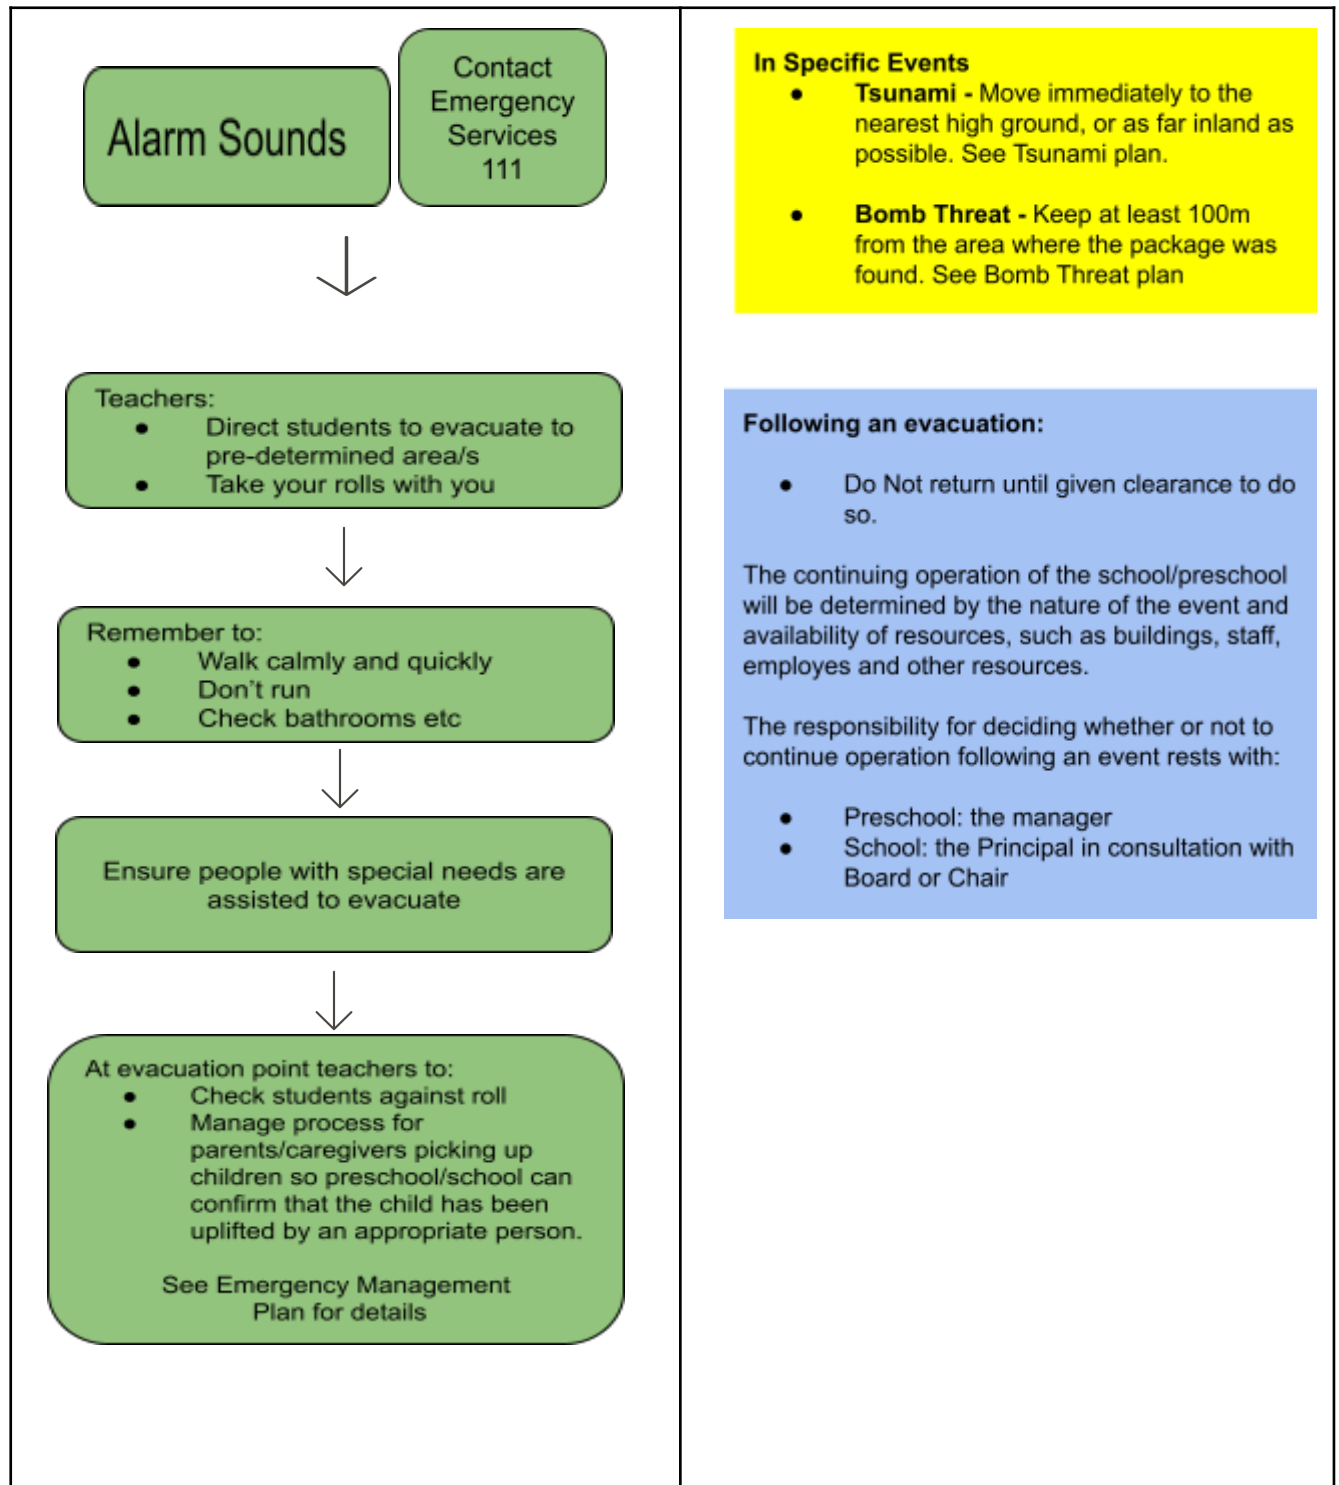 Alarm Sounds
Contact
Emergency
Services
111
Teachers:
● Direct students to evacuate to
pre-determined area/s
● Take your rolls with you
Remember to:
● Walk calmly and quickly
● Don't run
● Check bathrooms etc
Ensure people with special needs are
assisted to evacuate
At evacuation point teachers to:
● Check students against roll
● Manage process for
parents/caregivers picking up
children so preschool/school can
confirm that the child has been
uplifted by an appropriate person.
See Emergency Management
Plan for details
In Specific Events
● Tsunami - Move immediately to the
nearest high ground, or as far inland as
possible. See Tsunami plan.
● Bomb Threat - Keep at least 100m
from the area where the package was
found. See Bomb Threat plan
Following an evacuation:
● Do Not return until given clearance to do
so.
The continuing operation of the school/preschool
will be determined by the nature of the event and
availability of resources, such as buildings, staff,
employes and other resources.
The responsibility for deciding whether or not to
continue operation following an event rests with:
● Preschool: the manager
● School: the Principal in consultation with
Board or Chair